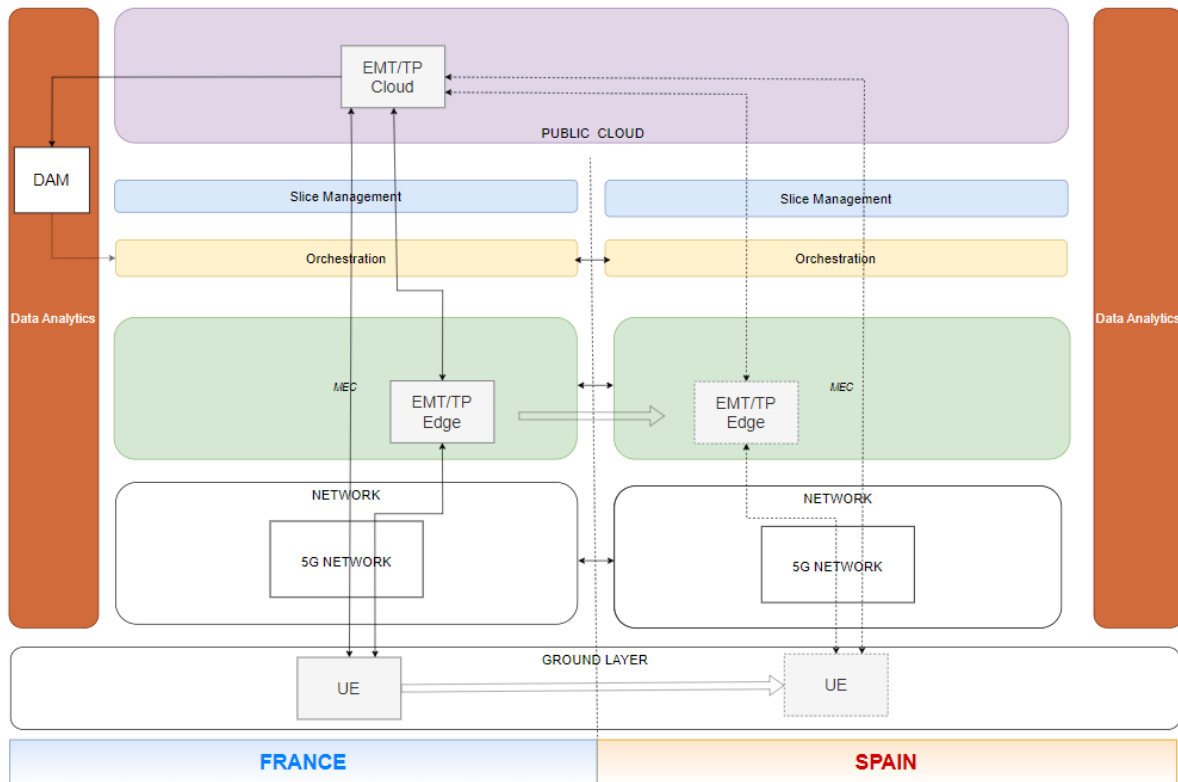 EMT/TP
Cloud
PUBLIC CLOUD
DAM
Slice Management
Slice Management
Orchestration
Orchestration
Data Analytics
Data Analytics
MEC
EMT/TP
Edge
EMT/TP
Edge
MEC
NETWORK
NETWORK
5G NETWORK
5G NETWORK
GROUND LAYER
UE
UE
FRANCE
SPAIN